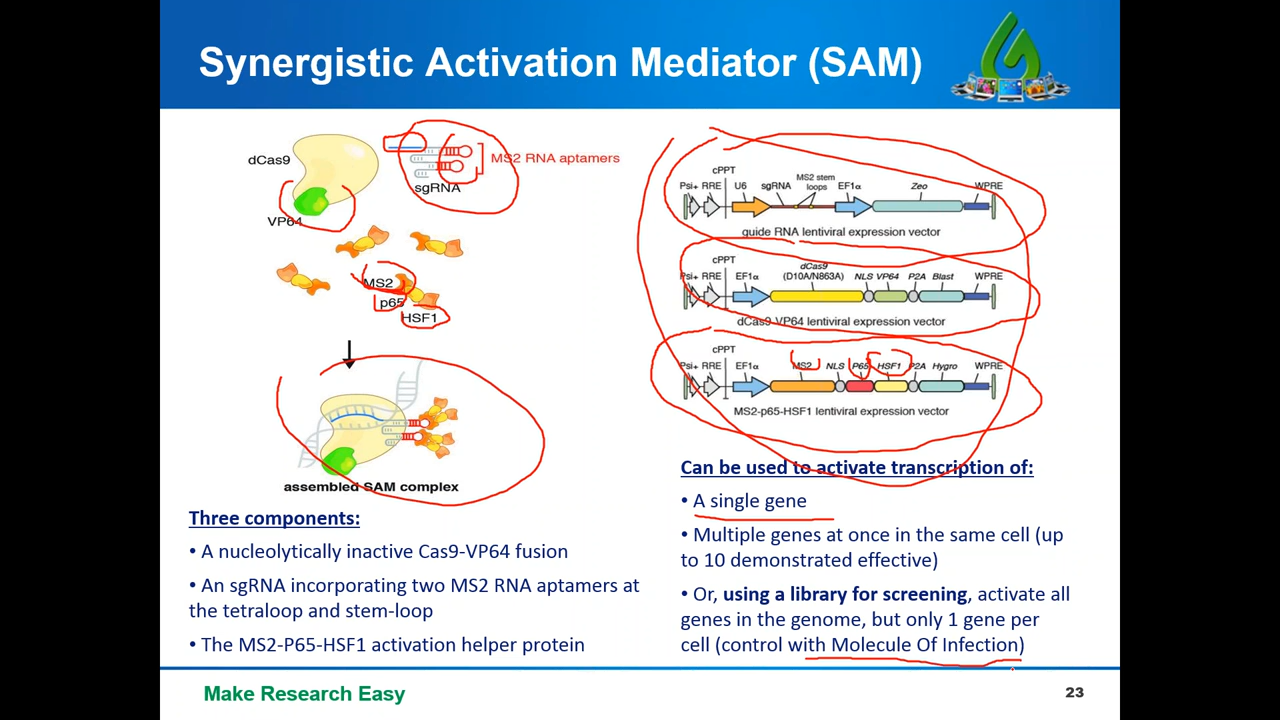 Synergistic Activation Mediator (SAM)
dCas9
MS2 RNA aptamers
sgRNA
VP64
MS2
p65
HSF1
assembled SAM complex
Three components:
• A nucleolytically inactive Cas9-VP64 fusion
• An sgRNA incorporating two MS2 RNA aptamers at
the tetraloop and stem-loop
• The MS2-P65-HSF1 activation helper protein
cPPT
Psi+ RRE U6 sgRNA MS2 stem loops EF1α Zeo WPRE
guide RNA lentiviral expression vector
cPPT
Psi+ RRE EF1α dCas9 (D10A/N863A) NLS VP64 P2A Blast WPRE
dCas9-VP64 lentiviral expression vector
cPPT
Psi+ RRE EF1α MS2 NLS P65 HSF1 P2A Hygro WPRE
MS2-p65-HSF1 lentiviral expression vector
Can be used to activate transcription of:
• A single gene
• Multiple genes at once in the same cell (up
to 10 demonstrated effective)
• Or, using a library for screening, activate all
genes in the genome, but only 1 gene per
cell (control with Molecule Of Infection)
Make Research Easy
23